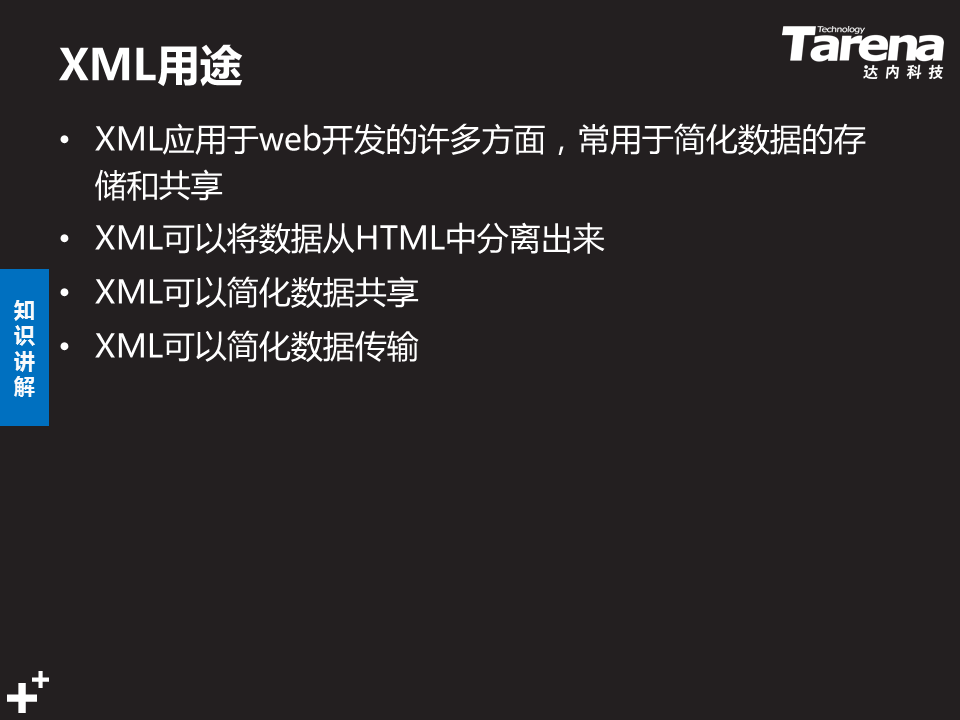 XML用途
Technology
Tarena
达内科技
• XML应用于web开发的许多方面，常用于简化数据的存
储和共享
• XML可以将数据从HTML中分离出来
• XML可以简化数据共享
• XML可以简化数据传输
知
识
讲
解